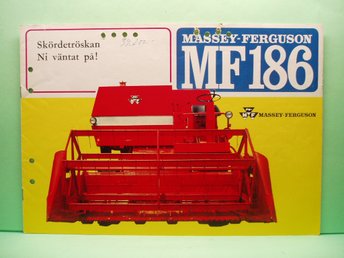 Skördetröskan
Ni väntat på!
MASSEY-FERGUSON
MF186
MASSEY-FERGUSON